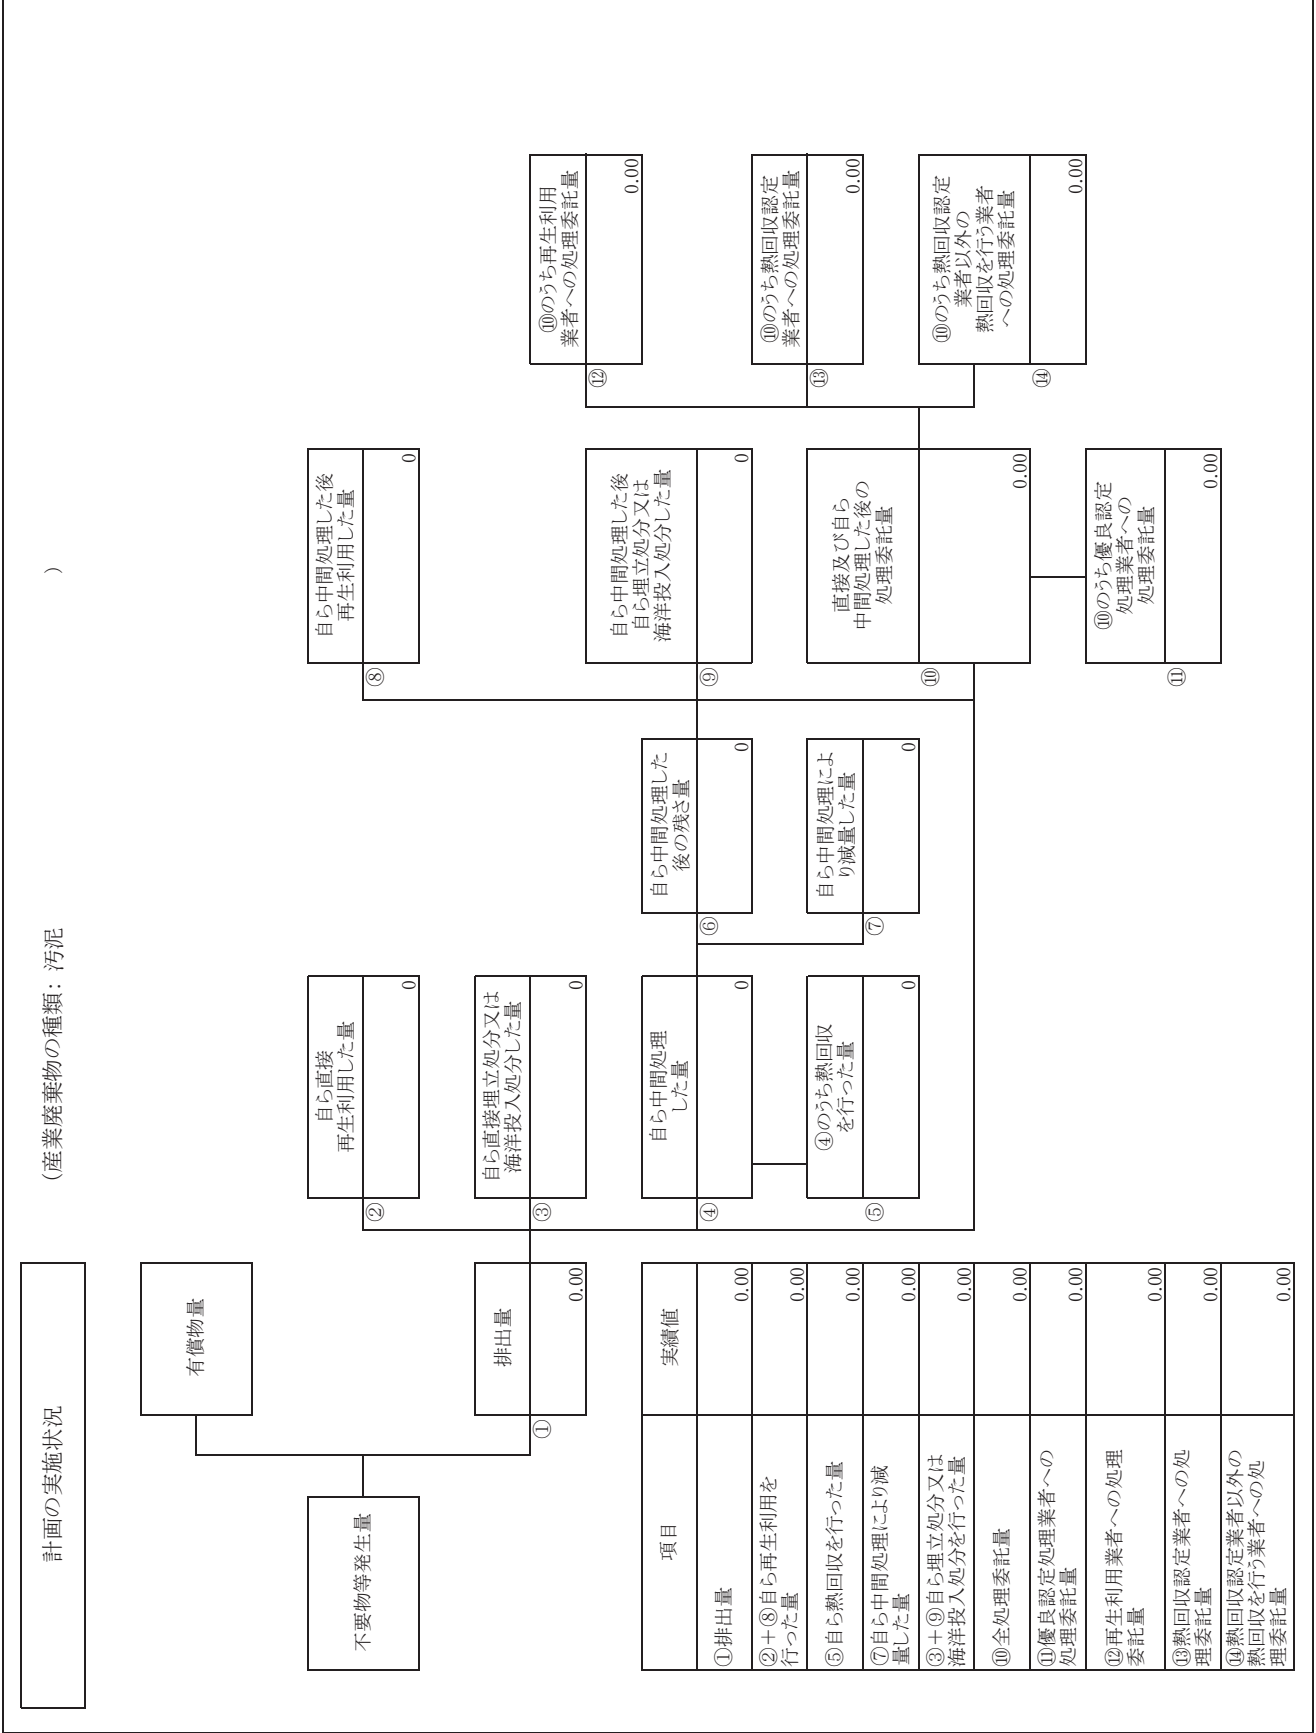 計画の実施状況
（産業廃棄物の種類： 汚泥
）
不要物等発生量
有償物量
①
排出量
0.00
②
自ら直接
再生利用した量
0
③
自ら直接埋立処分又は
海洋投入処分した量
0
④
自ら中間処理
した量
0
⑤
④のうち熱回収
を行った量
0
⑥
自ら中間処理した
後の残さ量
0
⑦
自ら中間処理によ
り減量した量
0
⑧
自ら中間処理した後
再生利用した量
0
⑨
自ら中間処理した後
自ら埋立処分又は
海洋投入処分した量
0
⑩
直接及び自ら
中間処理した後の
処理委託量
0.00
⑪
⑩のうち優良認定
処理業者への
処理委託量
0.00
⑫
⑩のうち再生利用
業者への処理委託量
0.00
⑬
⑩のうち熱回収認定
業者への処理委託量
0.00
⑭
⑩のうち熱回収認定
業者以外の
熱回収を行う業者
への処理委託量
0.00
項目 実績値
①排出量 0.00
②＋⑧自ら再生利用を
行った量 0.00
⑤自ら熱回収を行った量 0.00
⑦自ら中間処理により減
量した量 0.00
③＋⑨自ら埋立処分又は
海洋投入処分を行った量 0.00
⑩全処理委託量 0.00
⑪優良認定処理業者への
処理委託量 0.00
⑫再生利用業者への処理
委託量 0.00
⑬熱回収認定業者への処
理委託量 0.00
⑭熱回収認定業者以外の
熱回収を行う業者への処
理委託量 0.00